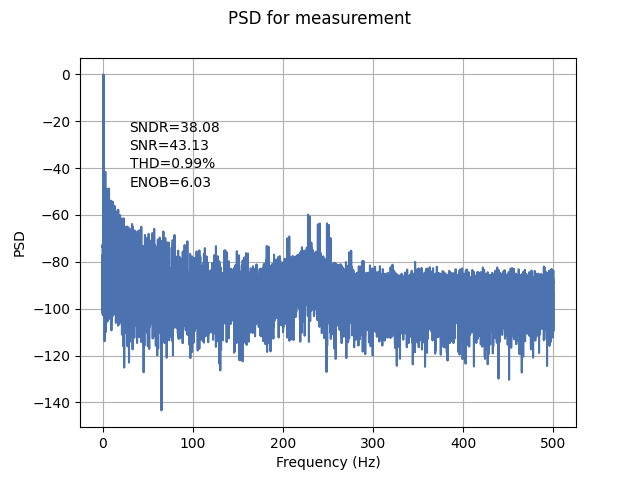 PSD for measurement
0
−20
−40
−60
−80
−100
−120
−140
PSD
SNDR=38.08
SNR=43.13
THD=0.99%
ENOB=6.03
0 100 200 300 400 500
Frequency (Hz)